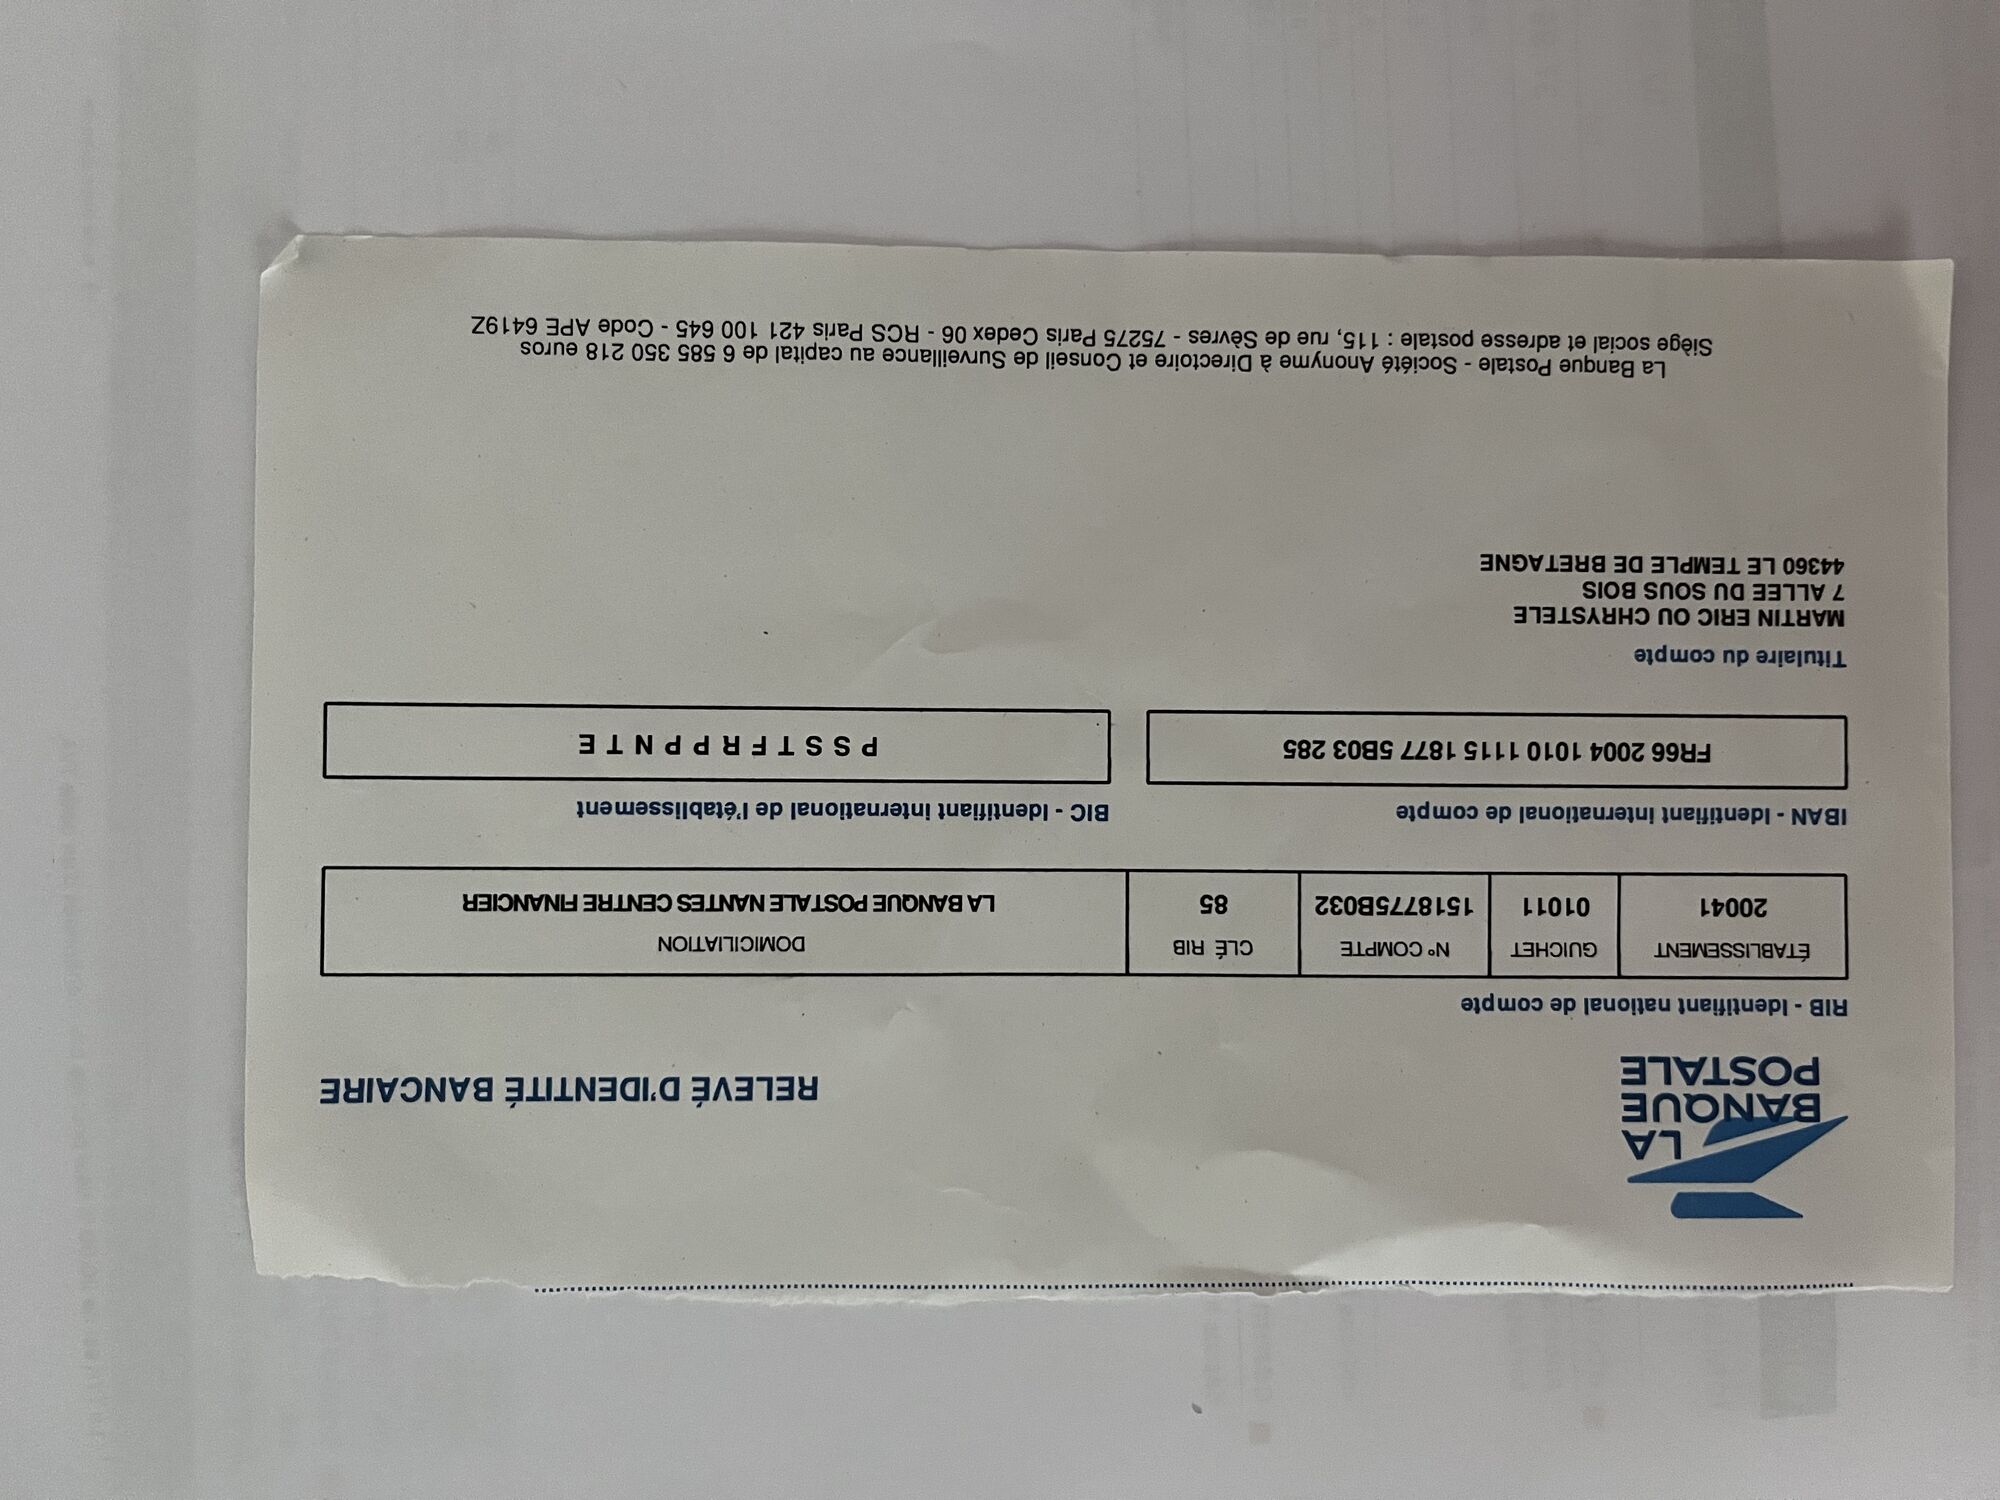 LA
BANQUE
POSTALE
RELEVÉ D'IDENTITÉ BANCAIRE
RIB - Identifiant national de compte
ÉTABLISSEMENT GUICHET N° COMPTE CLÉ RIB DOMICILIATION
20041 01011 1518775B032 85 LA BANQUE POSTALE NANTES CENTRE FINANCIER
IBAN - Identifiant international de compte BIC - Identifiant international de l'établissement
FR66 2004 1010 1115 1877 5B03 285 PSSTFRPPNTE
Titulaire du compte
MARTIN ERIC OU CHRYSTELE
7 ALLEE DU SOUS BOIS
44360 LE TEMPLE DE BRETAGNE
La Banque Postale - Société Anonyme à Directoire et Conseil de Surveillance au capital de 6 585 350 218 euros
Siège social et adresse postale : 115, rue de Sèvres - 75275 Paris Cedex 06 - RCS Paris 421 100 645 - Code APE 6419Z